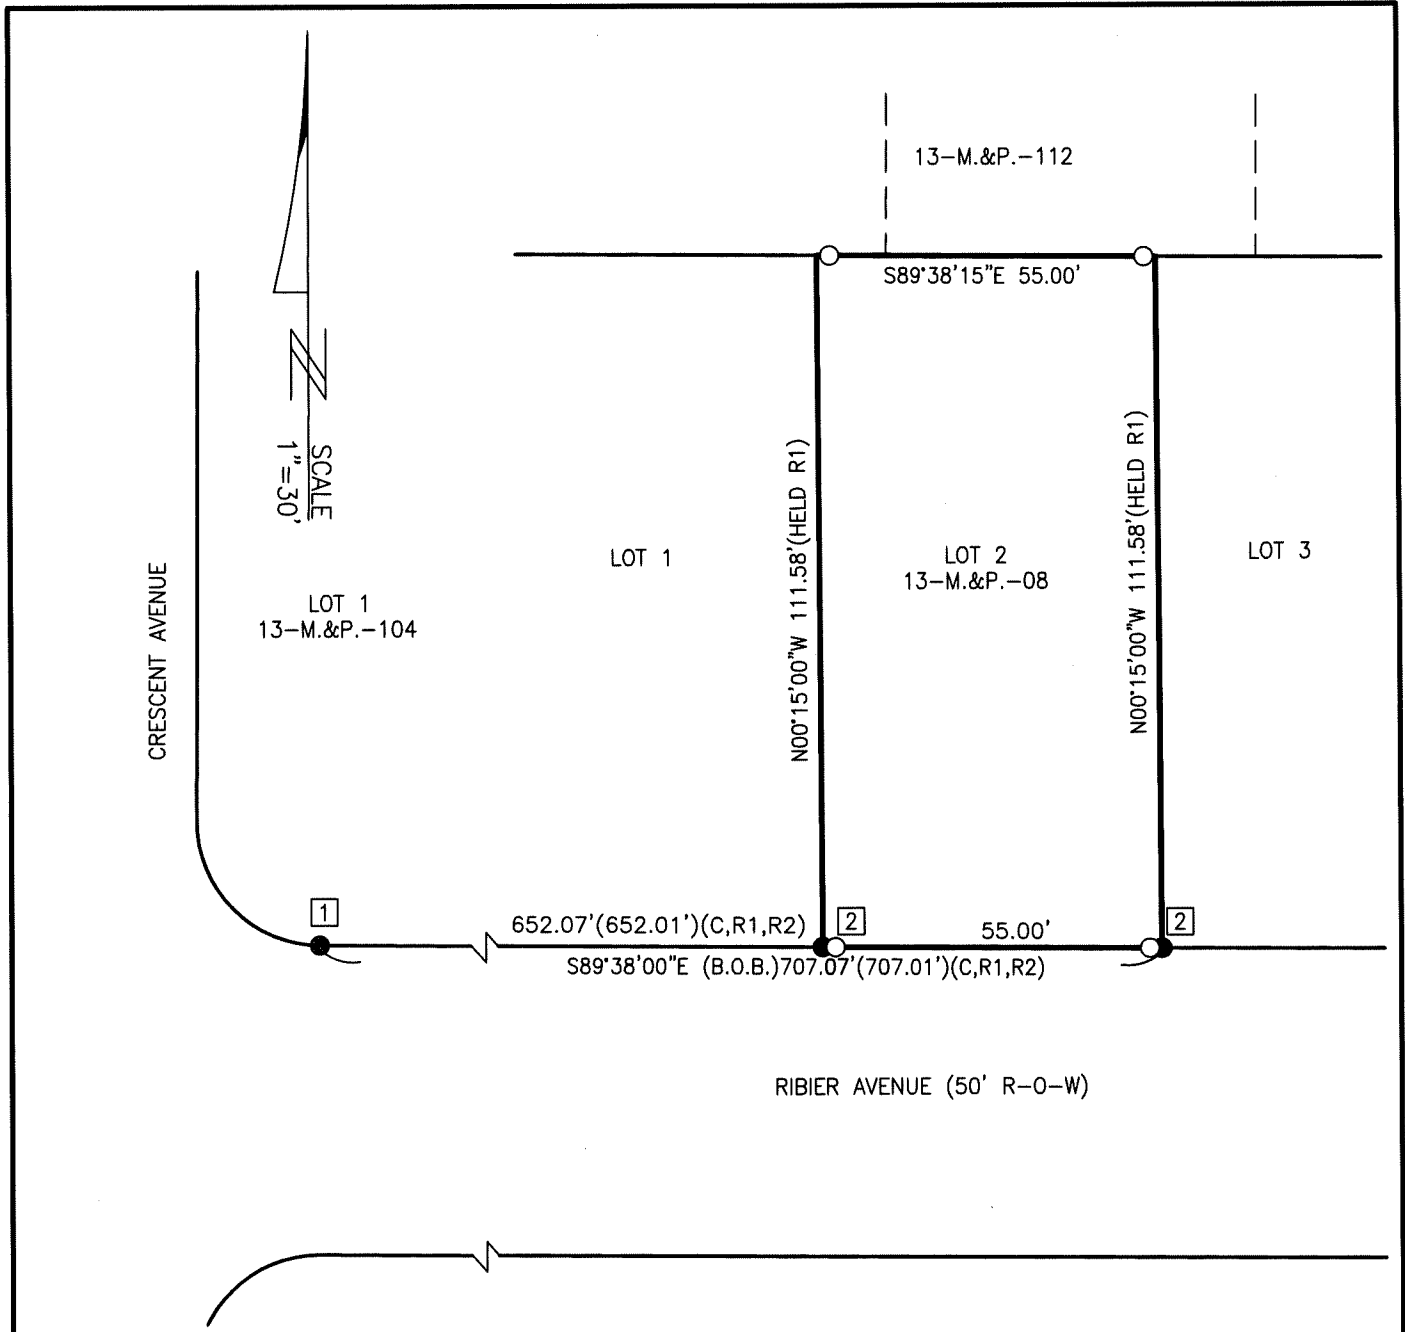 13-M.&P.-112
S89°38'15"E 55.00'
SCALE
1"=30'
N00°15'00"W 111.58'(HELD R1)
N00°15'00"W 111.58'(HELD R1)
LOT 1
LOT 2
13-M.&P.-08
LOT 3
CRESCENT AVENUE
LOT 1
13-M.&P.-104
1
652.07'(652.01')(C,R1,R2)
2
55.00'
2
S89°38'00"E (B.O.B.)707.07'(707.01')(C,R1,R2)
RIBIER AVENUE (50' R-O-W)